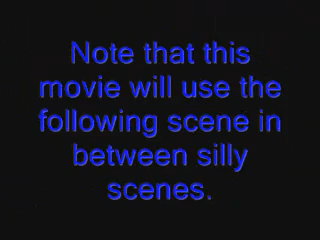 Note that this
movie will use the
following scene in
between silly
scenes.